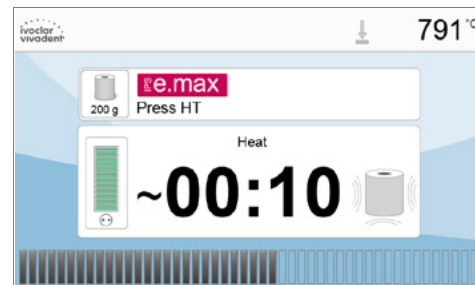 ivoclar
vivadent
791 °C
IPS e.max
200 g
Press HT
Heat
~00:10